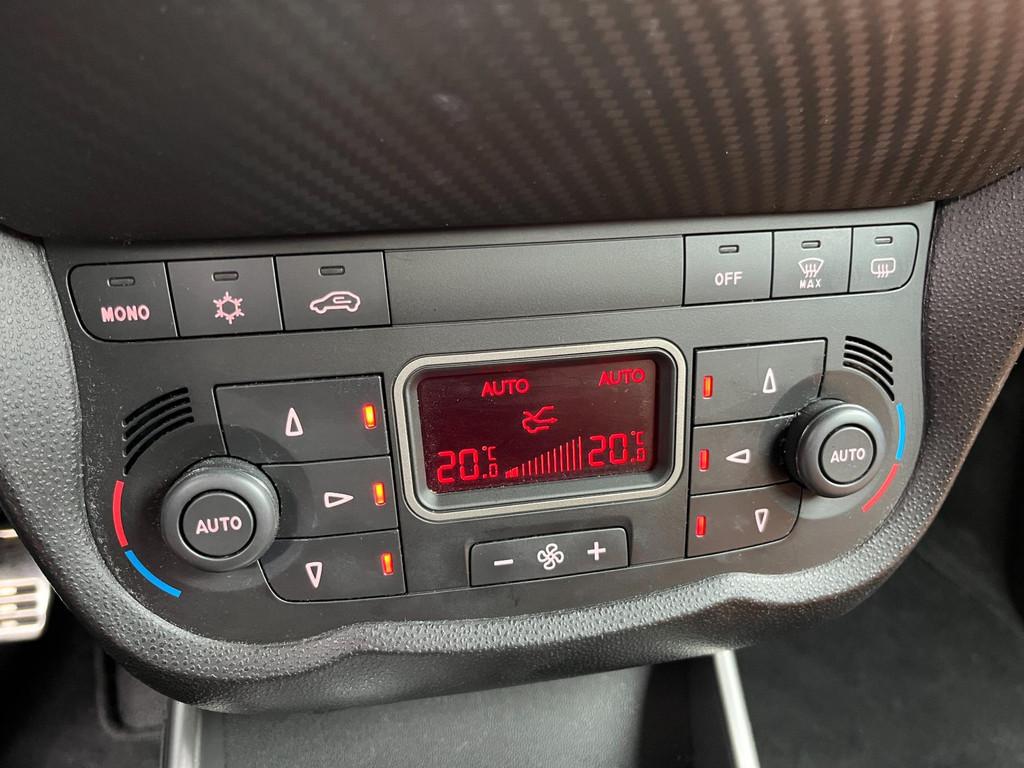 MONO
OFF
MAX
AUTO AUTO
20.0°C 20.0°C
AUTO
AUTO
- +